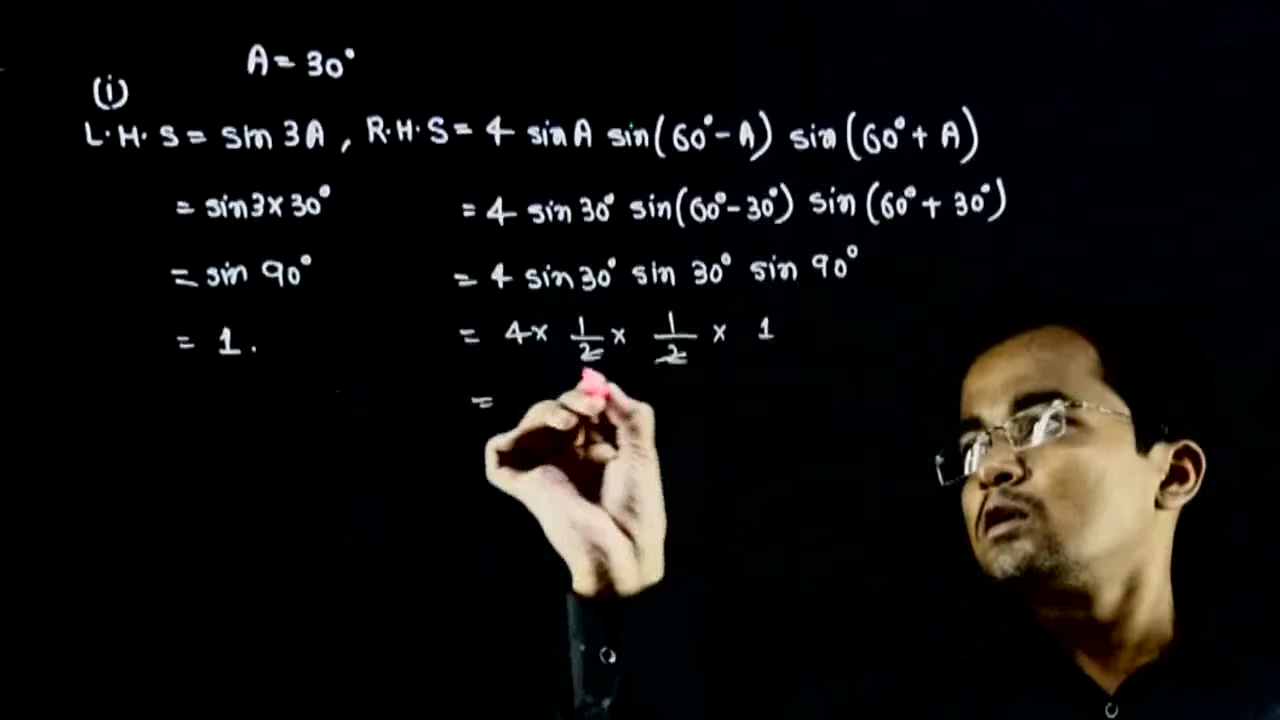 A = 30°
(i)
L.H.S = sin 3A , R.H.S = 4 sin A sin(60° - A) sin(60° + A)
= sin 3 × 30° = 4 sin 30° sin(60° - 30°) sin(60° + 30°)
= sin 90° = 4 sin 30° sin 30° sin 90°
= 1. = 4 × 1/2 × 1/2 × 1
=